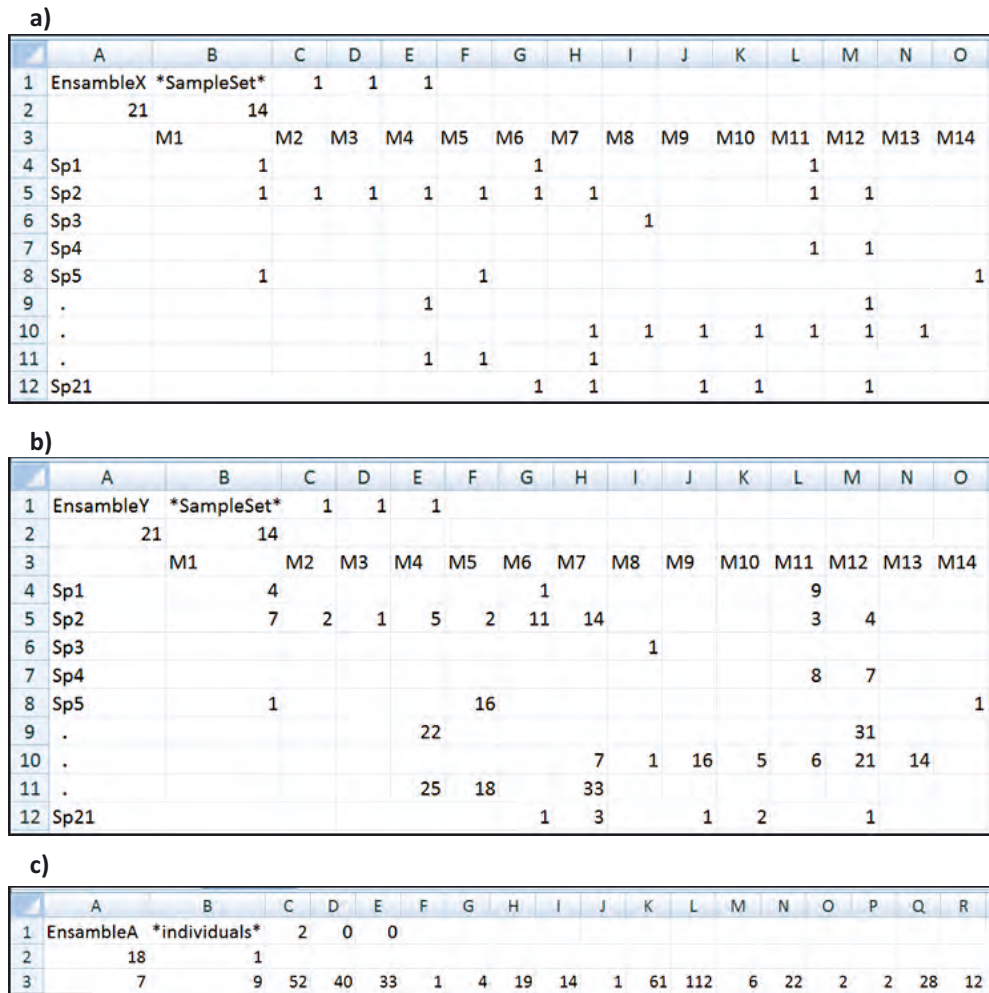 a)
A B C D E F G H I J K L M N O
1 EnsambleX *SampleSet* 1 1 1
2 21 14
3 M1 M2 M3 M4 M5 M6 M7 M8 M9 M10 M11 M12 M13 M14
4 Sp1 1 1 1
5 Sp2 1 1 1 1 1 1 1 1 1
6 Sp3 1
7 Sp4 1 1
8 Sp5 1 1 1
9 . 1 1
10 . 1 1 1 1 1 1 1
11 . 1 1 1
12 Sp21 1 1 1 1 1
b)
A B C D E F G H I J K L M N O
1 EnsambleY *SampleSet* 1 1 1
2 21 14
3 M1 M2 M3 M4 M5 M6 M7 M8 M9 M10 M11 M12 M13 M14
4 Sp1 4 1 9
5 Sp2 7 2 1 5 2 11 14 3 4
6 Sp3 1
7 Sp4 8 7
8 Sp5 1 16 1
9 . 22 31
10 . 7 1 16 5 6 21 14
11 . 25 18 33
12 Sp21 1 3 1 2 1
c)
A B C D E F G H I J K L M N O P Q R
1 EnsambleA *individuals* 2 0 0
2 18 1
3 7 9 52 40 33 1 4 19 14 1 61 112 6 22 2 2 28 12